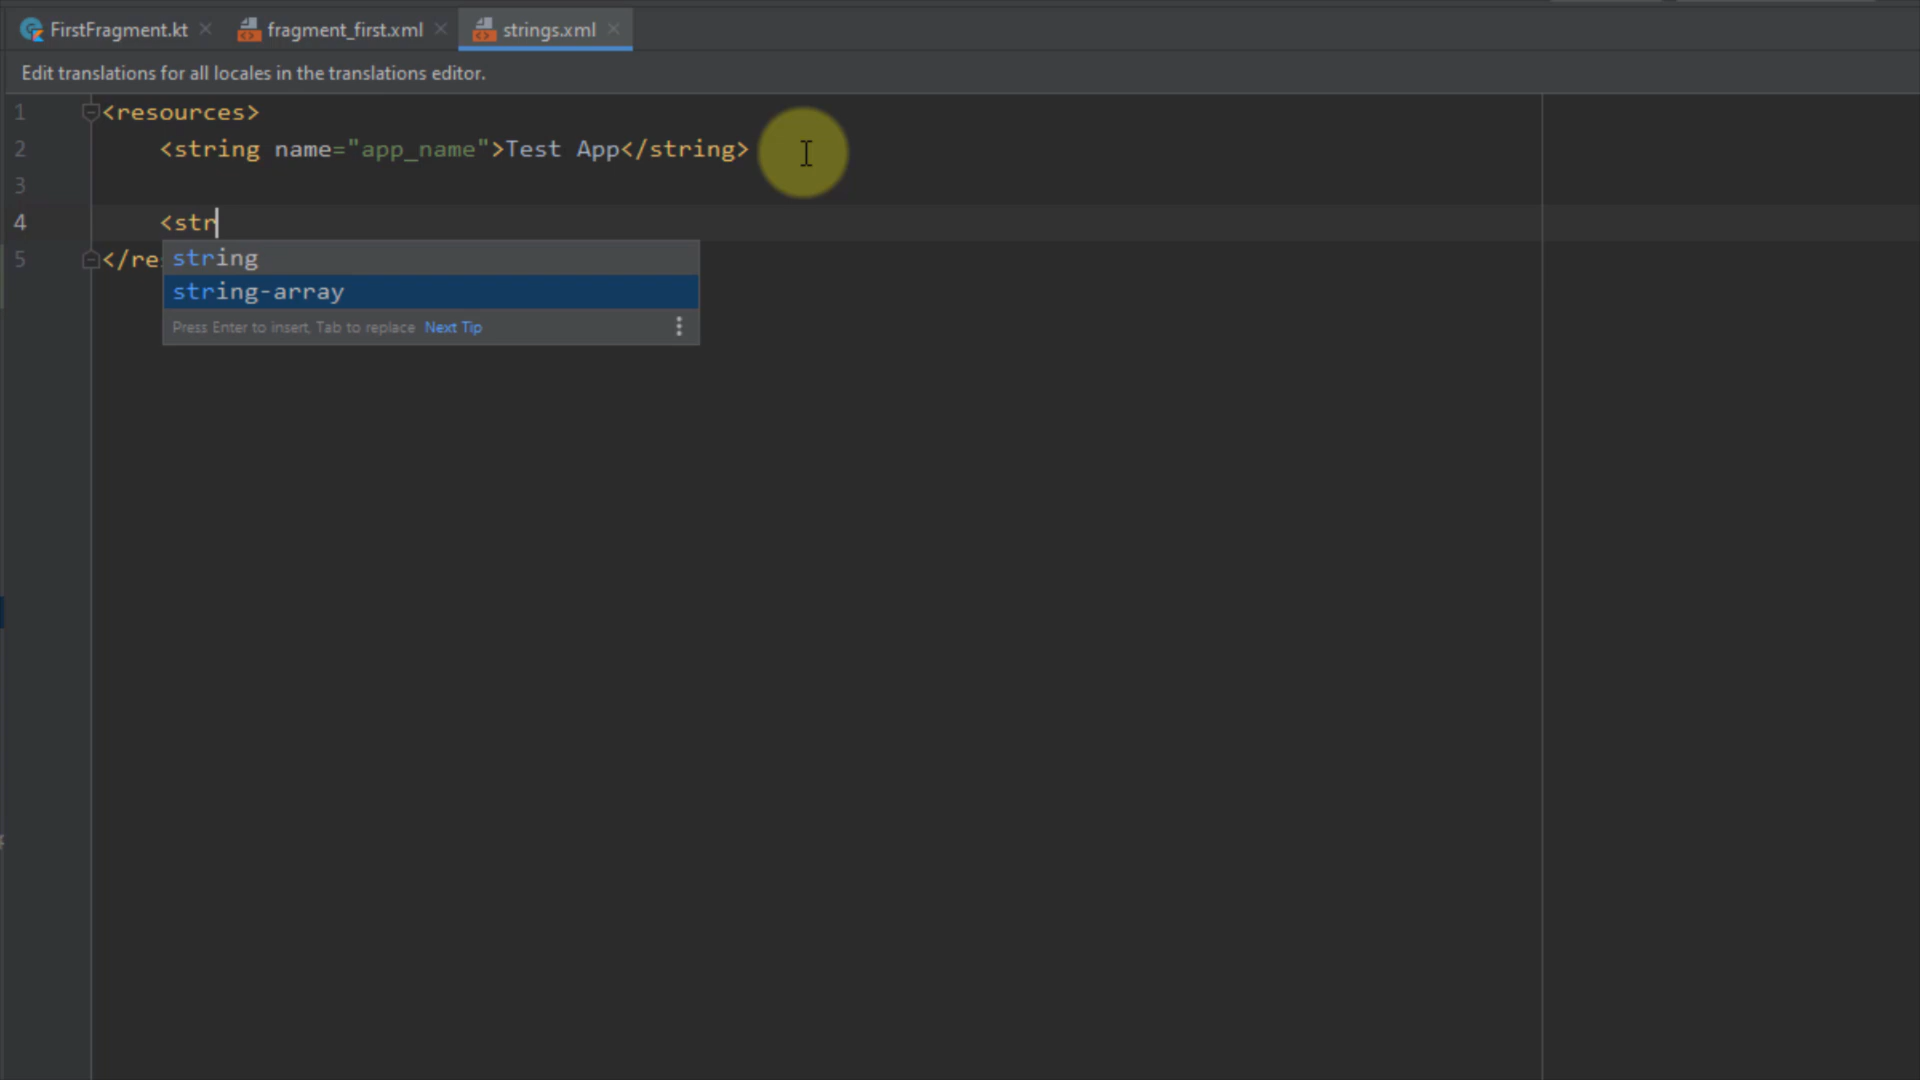 FirstFragment.kt fragment_first.xml strings.xml
Edit translations for all locales in the translations editor.
1 <resources>
2 <string name="app_name">Test App</string>
3
4 <str
5 </re
string
string-array
Press Enter to insert, Tab to replace Next Tip